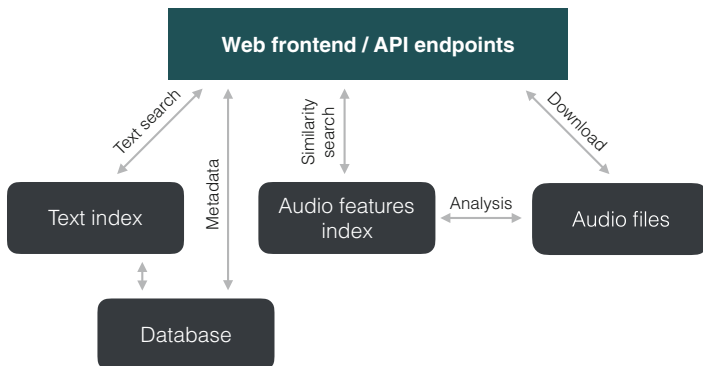 Web frontend / API endpoints
Text search
Metadata
Similarity
search
Download
Text index
Audio features
index
Analysis
Audio files
Database